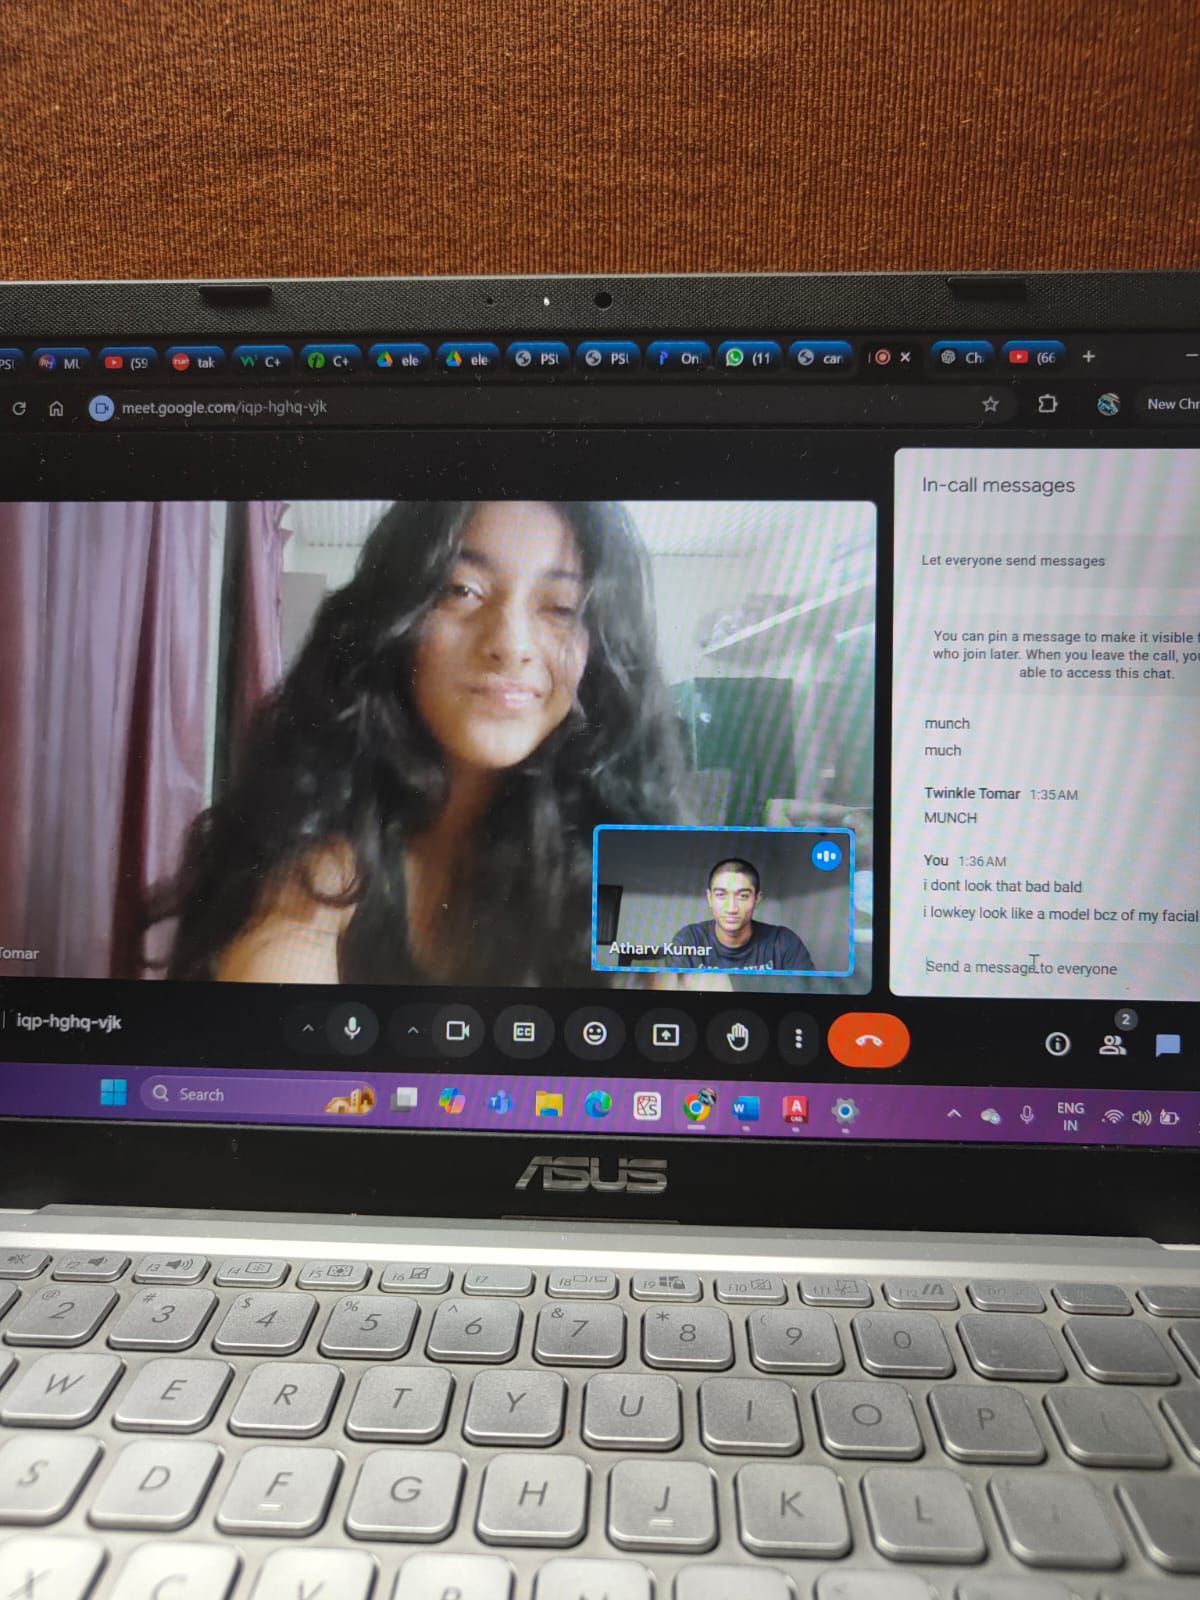 PS
MU
(59
tak
C+
C+
ele
ele
PSI
PSI
On
(11
car
Ch
(66
meet.google.com/iqp-hghq-vjk
New Chr
In-call messages
Let everyone send messages
You can pin a message to make it visible f
who join later. When you leave the call, yo
able to access this chat.
munch
much
Twinkle Tomar 1:35 AM
MUNCH
You 1:36 AM
i dont look that bad bald
i lowkey look like a model bcz of my facial
Send a message to everyone
Tomar
Atharv Kumar
iqp-hghq-vjk
CC
2
Search
ENG
IN
ASUS
f2 f3 f4 f5 f6 f7 f8 f9 f10 f11 f12
@ 2 # 3 $ 4 % 5 ^ 6 & 7 * 8 ( 9 ) 0
W E R T Y U I O P
S D F G H J K L
X C V B N